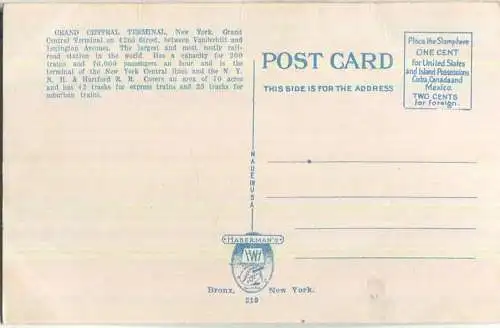 GRAND CENTRAL TERMINAL, New York. Grand
Central Terminal on 42nd Street, between Vanderbilt and
Lexington Avenues. The largest and most costly rail-
road station in the world. Has a capacity for 200
trains and 70,000 passengers an hour and is the
terminal of the New York Central lines and the N. Y.
N. H. & Hartford R. R. Covers an area of 70 acres
and has 42 tracks for express trains and 25 tracks for
suburban trains.
POST CARD
THIS SIDE IS FOR THE ADDRESS
Place the Stamp here
ONE CENT
for United States
and Island Possessions
Cuba, Canada and
Mexico.
TWO CENTS
for Foreign.
MADE IN USA
HABERMAN'S
Bronx, New York.
219